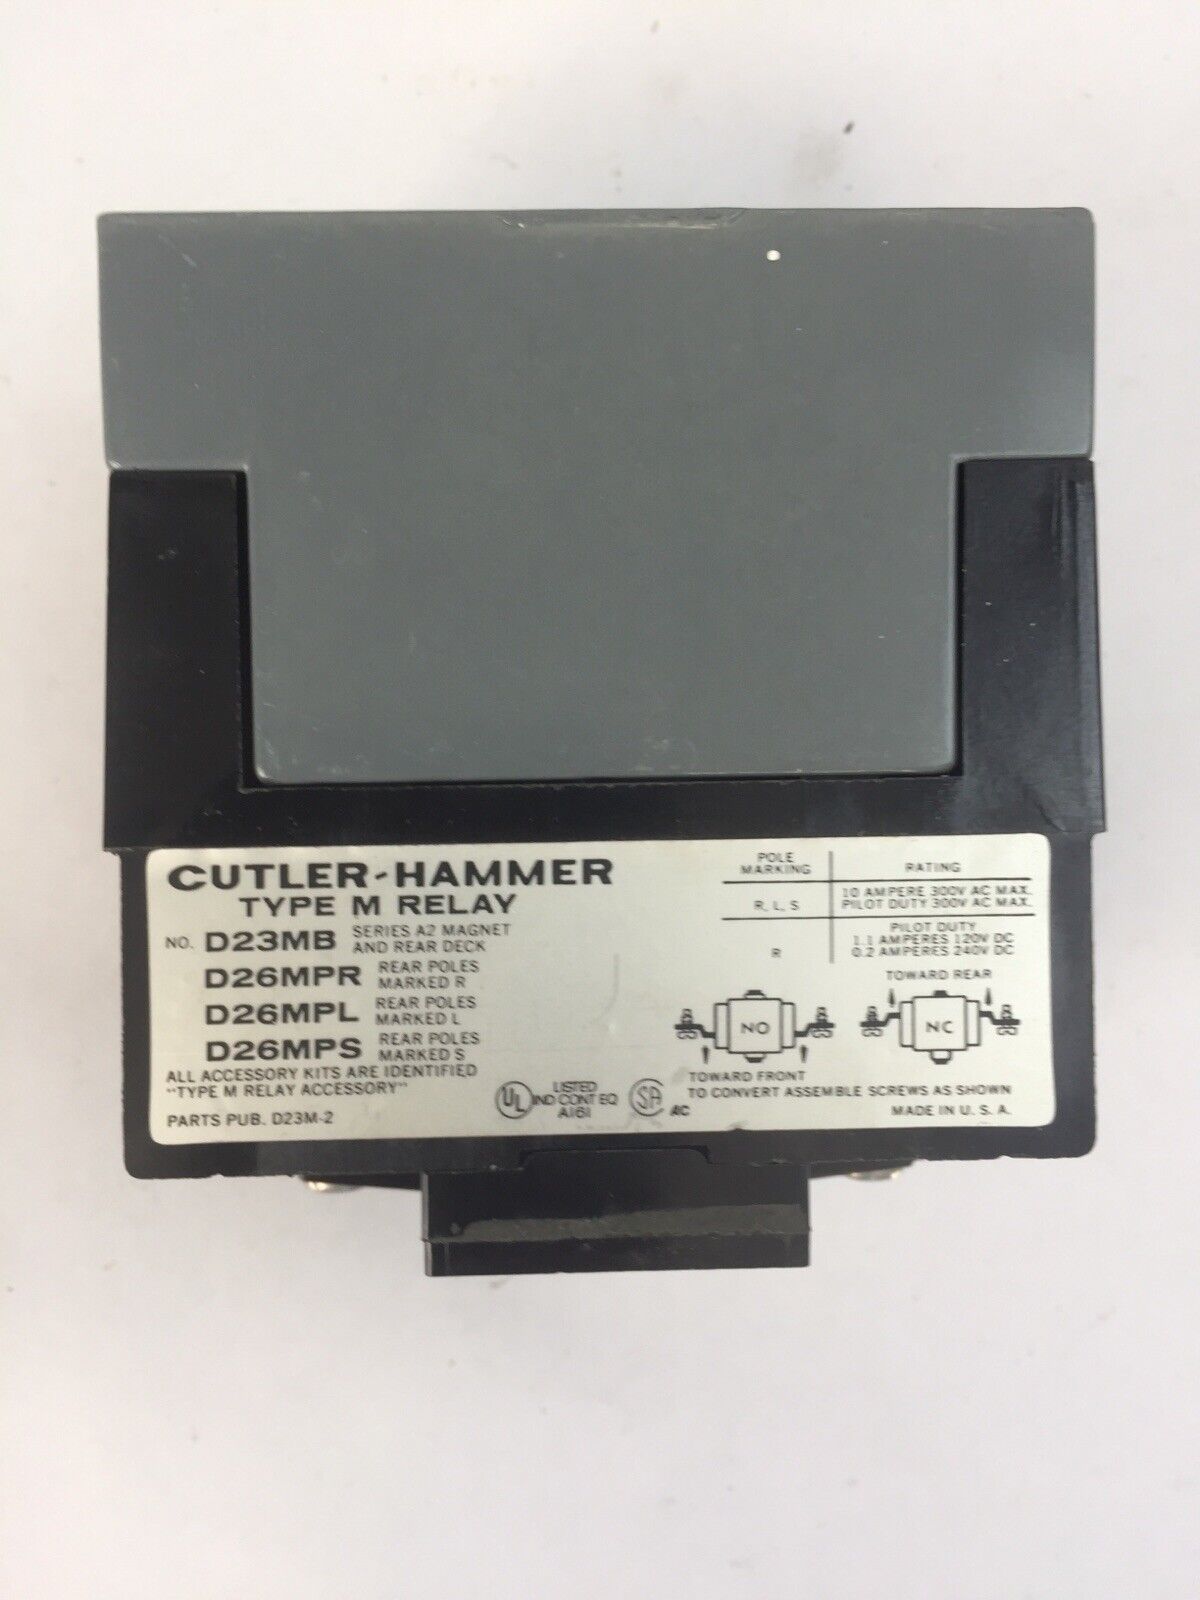 CUTLER-HAMMER
TYPE M RELAY
NO. D23MB SERIES A2 MAGNET AND REAR DECK
D26MPR REAR POLES MARKED R
D26MPL REAR POLES MARKED L
D26MPS REAR POLES MARKED S
ALL ACCESSORY KITS ARE IDENTIFIED
"TYPE M RELAY ACCESSORY"
PARTS PUB. D23M-2
UL
LISTED
IND CONT EQ
A161
SA
AC
POLE MARKING RATING
R, L, S 10 AMPERE 300V AC MAX.
PILOT DUTY 300V AC MAX.
R PILOT DUTY
1.1 AMPERES 120V DC
0.2 AMPERES 240V DC
TOWARD REAR
NO NC
TOWARD FRONT
TO CONVERT ASSEMBLE SCREWS AS SHOWN
MADE IN U.S.A.